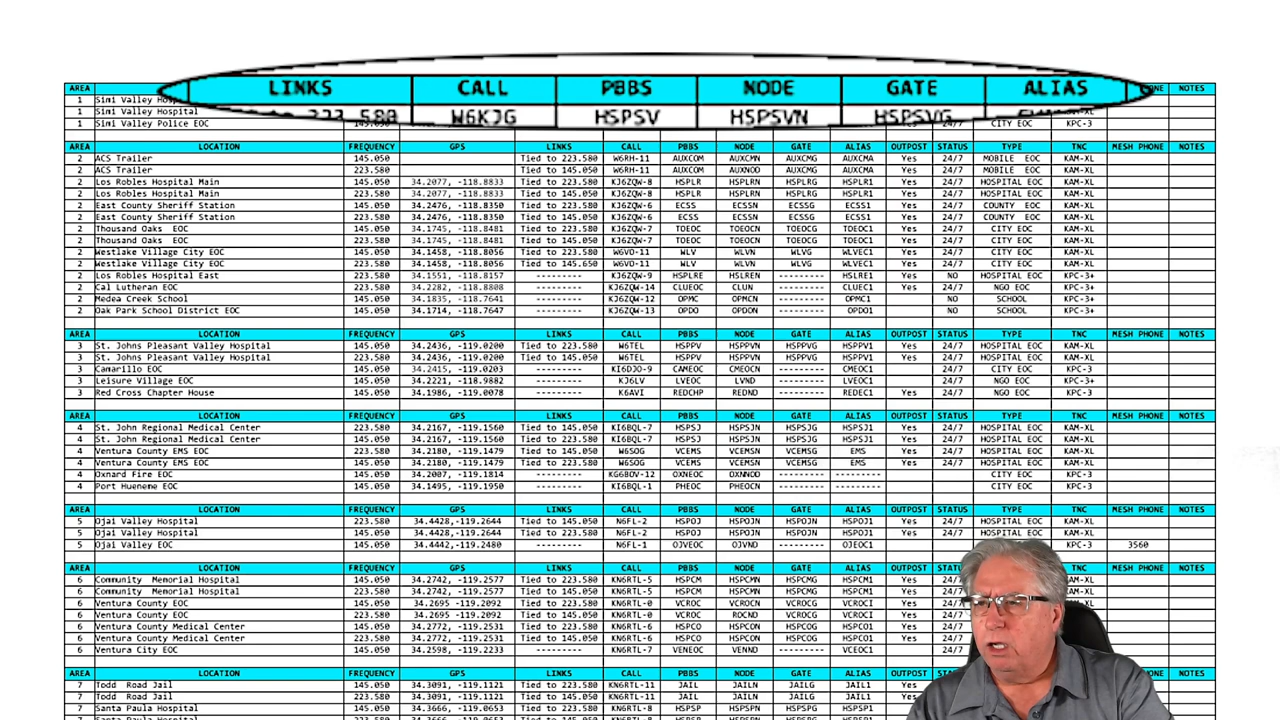 LINKS CALL PBBS NODE GATE ALIAS
W6KJG HSPSV HSPSVN HSPSVG
AREA NOTES
1 Simi Valley
1 Simi Valley Hospital
1 Simi Valley Police EOC 24/7 CITY EOC KPC-3
AREA LOCATION FREQUENCY GPS LINKS CALL PBBS NODE GATE ALIAS OUTPOST STATUS TYPE TNC MESH PHONE NOTES
2 ACS Trailer 145.050 Tied to 223.580 W6RH-11 AUXCOM AUXCMN AUXCMG AUXCMA Yes 24/7 MOBILE EOC KAM-XL
2 ACS Trailer 223.580 Tied to 145.050 W6RH-11 AUXCOM AUXNOD AUXCMG AUXCMA Yes 24/7 MOBILE EOC KAM-XL
2 Los Robles Hospital Main 145.050 34.2077, -118.8833 Tied to 223.580 KJ6ZQW-8 HSPLR HSPLRN HSPLRG HSPLR1 Yes 24/7 HOSPITAL EOC KAM-XL
2 Los Robles Hospital Main 223.580 34.2077, -118.8833 Tied to 145.050 KJ6ZQW-8 HSPLR HSPLRN HSPLRG HSPLR1 Yes 24/7 HOSPITAL EOC KAM-XL
2 East County Sheriff Station 145.050 34.2476, -118.8350 Tied to 223.580 KJ6ZQW-6 ECSS ECSSN ECSSG ECSS1 Yes 24/7 COUNTY EOC KAM-XL
2 East County Sheriff Station 223.580 34.2476, -118.8350 Tied to 145.050 KJ6ZQW-6 ECSS ECSSN ECSSG ECSS1 Yes 24/7 COUNTY EOC KAM-XL
2 Thousand Oaks EOC 145.050 34.1745, -118.8481 Tied to 223.580 KJ6ZQW-7 TOEOC TOEOCN TOEOCG TOEOC1 Yes 24/7 CITY EOC KAM-XL
2 Thousand Oaks EOC 223.580 34.1745, -118.8481 Tied to 145.050 KJ6ZQW-7 TOEOC TOEOCN TOEOCG TOEOC1 Yes 24/7 CITY EOC KAM-XL
2 Westlake Village City EOC 145.050 34.1458, -118.8056 Tied to 223.580 W6VO-11 WLV WLVN WLVG WLVEC1 Yes 24/7 CITY EOC KAM-XL
2 Westlake Village City EOC 223.580 34.1458, -118.8056 Tied to 145.650 W6VO-11 WLV WLVN WLVG WLVEC1 Yes 24/7 CITY EOC KAM-XL
2 Los Robles Hospital East 145.050 34.1551, -118.8157 --------- KJ6ZQW-9 HSPLRE HSLREN --------- HSLRE1 Yes NO HOSPITAL EOC KPC-3+
2 Cal Lutheran EOC 145.050 34.2282, -118.8808 --------- KJ6ZQW-14 CLUEOC CLUN --------- CLUEC1 Yes 24/7 NGO EOC KPC-3+
2 Medea Creek School 145.050 34.1835, -118.7641 --------- KJ6ZQW-12 OPMC OPMCN --------- OPMC1 NO SCHOOL KPC-3+
2 Oak Park School District EOC 145.050 34.1714, -118.7647 --------- KJ6ZQW-13 OPDO OPDON --------- OPDO1 NO SCHOOL KPC-3+
AREA LOCATION FREQUENCY GPS LINKS CALL PBBS NODE GATE ALIAS OUTPOST STATUS TYPE TNC MESH PHONE NOTES
3 St. Johns Pleasant Valley Hospital 145.050 34.2436, -119.0200 Tied to 223.580 W6TEL HSPPV HSPPVN HSPPVG HSPPV1 Yes 24/7 HOSPITAL EOC KAM-XL
3 St. Johns Pleasant Valley Hospital 223.580 34.2436, -119.0200 Tied to 145.050 W6TEL HSPPV HSPPVN HSPPVG HSPPV1 Yes 24/7 HOSPITAL EOC KAM-XL
3 Camarillo EOC 145.050 34.2415, -119.0203 --------- KI6DJO-9 CAMEOC CMEOCN --------- CMEOC1 24/7 CITY EOC KPC-3
3 Leisure Village EOC 145.050 34.2221, -118.9882 --------- KJ6LV LVEOC LVND --------- LVEOC1 24/7 NGO EOC KPC-3+
3 Red Cross Chapter House 145.050 34.1986, -119.0078 --------- K6AVI REDCHP REDND --------- REDEC1 Yes 24/7 NGO EOC KPC-3
AREA LOCATION FREQUENCY GPS LINKS CALL PBBS NODE GATE ALIAS OUTPOST STATUS TYPE TNC MESH PHONE NOTES
4 St. John Regional Medical Center 223.580 34.2167, -119.1560 Tied to 145.050 KI6BQL-7 HSPSJ HSPSJN HSPSJG HSPSJ1 Yes 24/7 HOSPITAL EOC KAM-XL
4 St. John Regional Medical Center 145.050 34.2167, -119.1560 Tied to 223.580 KI6BQL-7 HSPSJ HSPSJN HSPSJG HSPSJ1 Yes 24/7 HOSPITAL EOC KAM-XL
4 Ventura County EMS EOC 223.580 34.2180, -119.1479 Tied to 145.050 W6SOG VCEMS VCEMSN VCEMSG EMS Yes 24/7 HOSPITAL EOC KAM-XL
4 Ventura County EMS EOC 145.050 34.2180, -119.1479 Tied to 223.580 W6SOG VCEMS VCEMSN VCEMSG EMS Yes 24/7 HOSPITAL EOC KAM-XL
4 Oxnard Fire EOC 145.050 34.2007, -119.1814 --------- KG6BOV-12 OXNEOC OXNNOD --------- --------- CITY EOC KPC-3
4 Port Hueneme EOC 145.050 34.1495, -119.1950 --------- KI6BQL-1 PHEOC PHEOCN --------- --------- CITY EOC KPC-3
AREA LOCATION FREQUENCY GPS LINKS CALL PBBS NODE GATE ALIAS OUTPOST STATUS TYPE TNC MESH PHONE NOTES
5 Ojai Valley Hospital 223.580 34.4428,-119.2644 Tied to 145.050 N6FL-2 HSPOJ HSPOJN HSPOJN HSPOJ1 Yes 24/7 HOSPITAL EOC KAM-XL
5 Ojai Valley Hospital 145.050 34.4428,-119.2644 Tied to 223.580 N6FL-2 HSPOJ HSPOJN HSPOJN HSPOJ1 Yes 24/7 HOSPITAL EOC KAM-XL
5 Ojai Valley EOC 145.050 34.4442,-119.2480 --------- N6FL-1 OJVEOC OJVND --------- OJEOC1 24/7 KPC-3 3560
AREA LOCATION FREQUENCY GPS LINKS CALL PBBS NODE GATE ALIAS OUTPOST STATUS MESH PHONE NOTES
6 Community Memorial Hospital 145.050 34.2742, -119.2577 Tied to 223.580 KN6RTL-5 HSPCM HSPCMN HSPCMG HSPCM1 Yes 24/7
6 Community Memorial Hospital 223.580 34.2742, -119.2577 Tied to 145.050 KN6RTL-5 HSPCM HSPCMN HSPCMG HSPCM1 Yes 24/7
6 Ventura County EOC 145.050 34.2695 -119.2092 Tied to 223.580 KN6RTL-0 VCROC VCROCN VCROCG VCROCI Yes 24/7
6 Ventura County EOC 223.580 34.2695 -119.2092 Tied to 145.050 KN6RTL-0 VCROC ROCND VCROCG VCROCI Yes 24/7
6 Ventura County Medical Center 145.050 34.2772, -119.2531 Tied to 223.580 KN6RTL-6 HSPCO HSPCON HSPCOG HSPCO1 Yes 24/7
6 Ventura County Medical Center 223.580 34.2772, -119.2531 Tied to 145.050 KN6RTL-6 HSPCO HSPCON HSPCOG HSPCO1 Yes 24/7
6 Ventura City EOC 145.050 34.2598, -119.2233 --------- KN6RTL-7 VENEOC VENND --------- VCEOC1 24/7
AREA LOCATION FREQUENCY GPS LINKS CALL PBBS NODE GATE ALIAS OUTPOST MESH PHONE NOTES
7 Todd Road Jail 145.050 34.3091, -119.1121 Tied to 223.580 KN6RTL-11 JAIL JAILN JAILG JAIL1 Yes
7 Todd Road Jail 223.580 34.3091, -119.1121 Tied to 145.050 KN6RTL-11 JAIL JAILN JAILG JAIL1
7 Santa Paula Hospital 145.050 34.3666, -119.0653 Tied to 223.580 KN6RTL-8 HSPSP HSPSPN HSPSPG HSPSP1